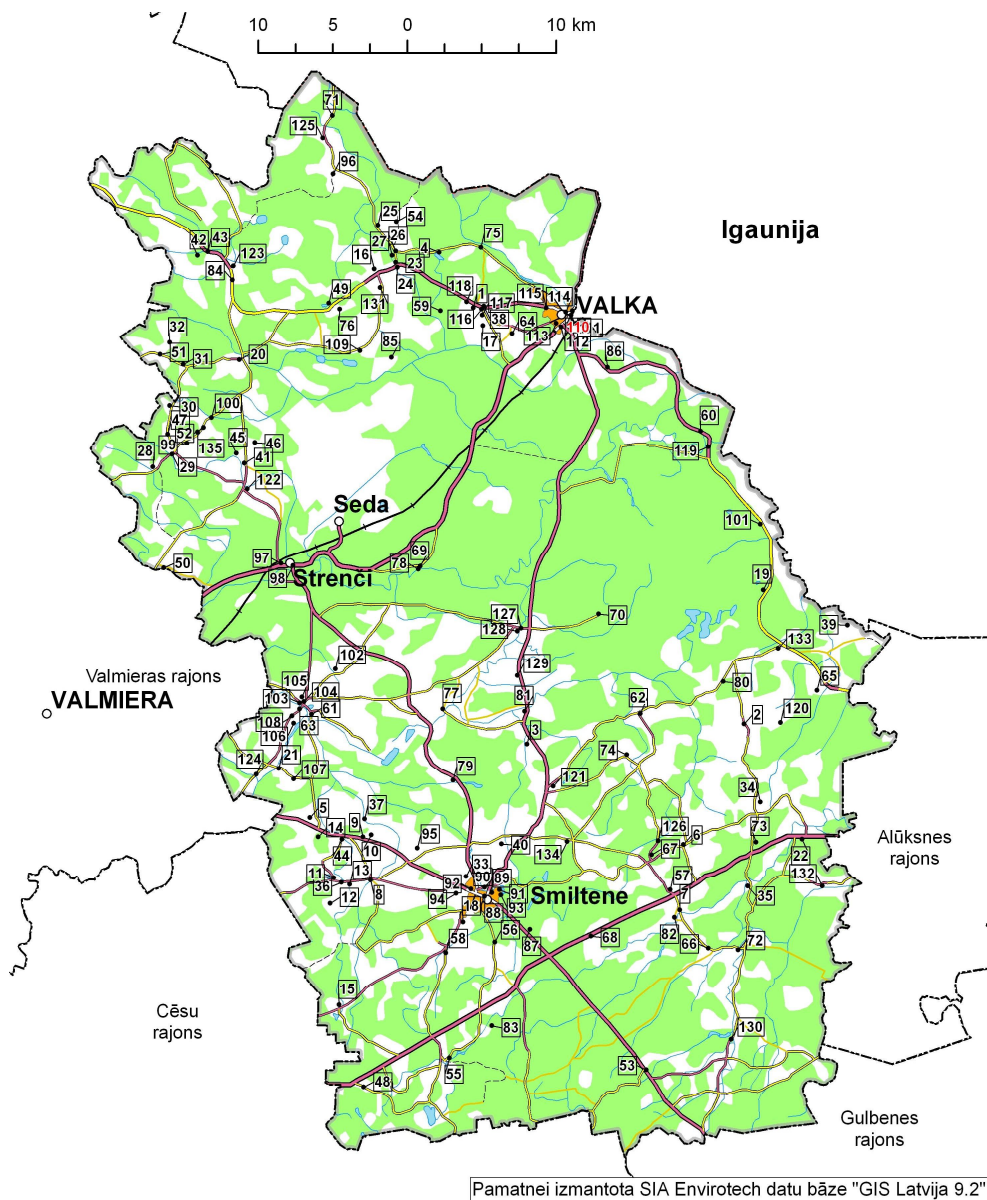 10 5 0 10 km
71
125
96
25 54
26
27
4 75
42 43
123
16
23
84
24
118 1 117 115 114
49
131 59
VALKA
116 38 64 110 1
76
17 113 112
32
109 85
86
51 31 20
30 100
47
60
52 45 46
99
135
119
28 29 41
122
Seda
101
69
50 97 78
98 Strenči
19
127 70
128
39
133
102 129
Valmieras rajons
105 104 77 81 80 65
103
VALMIERA
62
108 61
106 63
2 120
3
21
74
124 107 79 121
34
5 37
14 9
126 6 73
95 40
44 10
134 67
Alūksnes
rajons
22
33
11 13 90 89
57
132
36
92
91 Smiltene
12 8 94 18
93
7 35
88
58 56
87 68 82 66 72
15
Cēsu
rajons
83
130
55
53
48
Gulbenes
rajons
Igaunija
Pamatnei izmantota SIA Envirotech datu bāze "GIS Latvija 9.2"